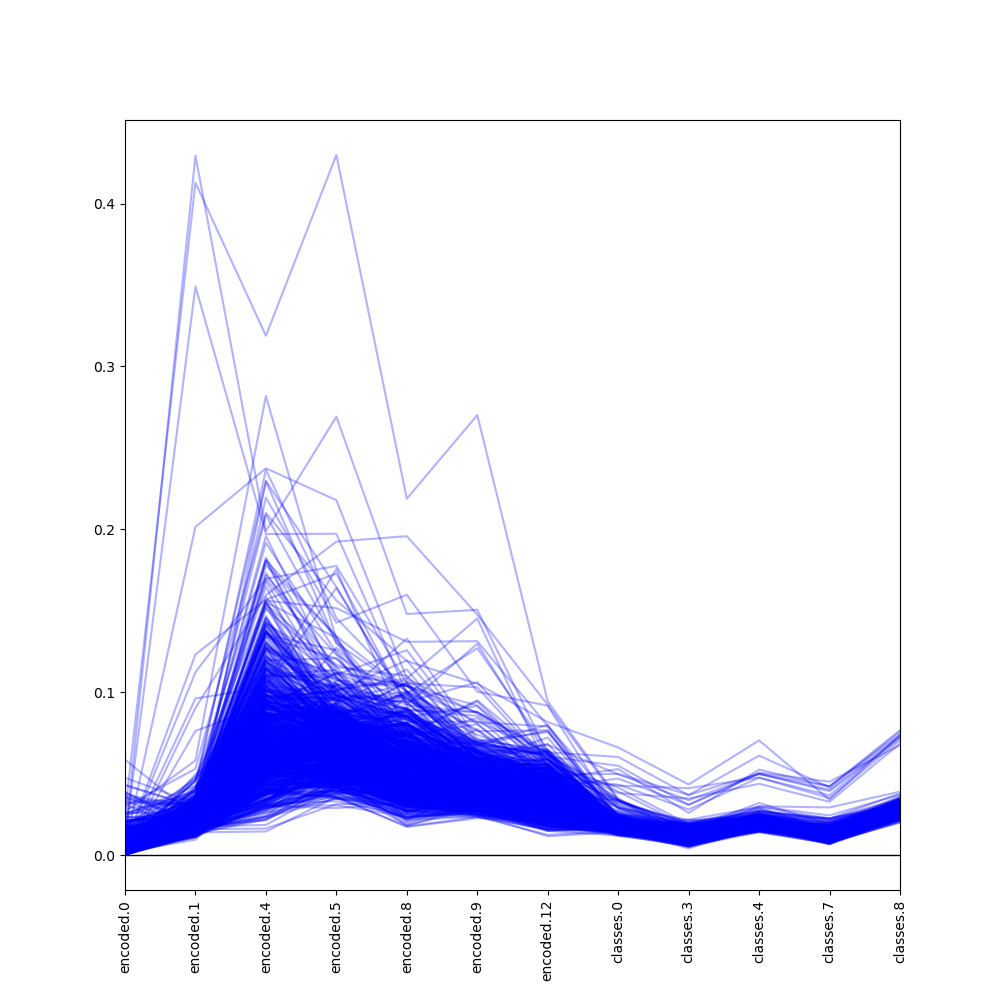 0.4
0.3
0.2
0.1
0.0
encoded.0
encoded.1
encoded.4
encoded.5
encoded.8
encoded.9
encoded.12
classes.0
classes.3
classes.4
classes.7
classes.8